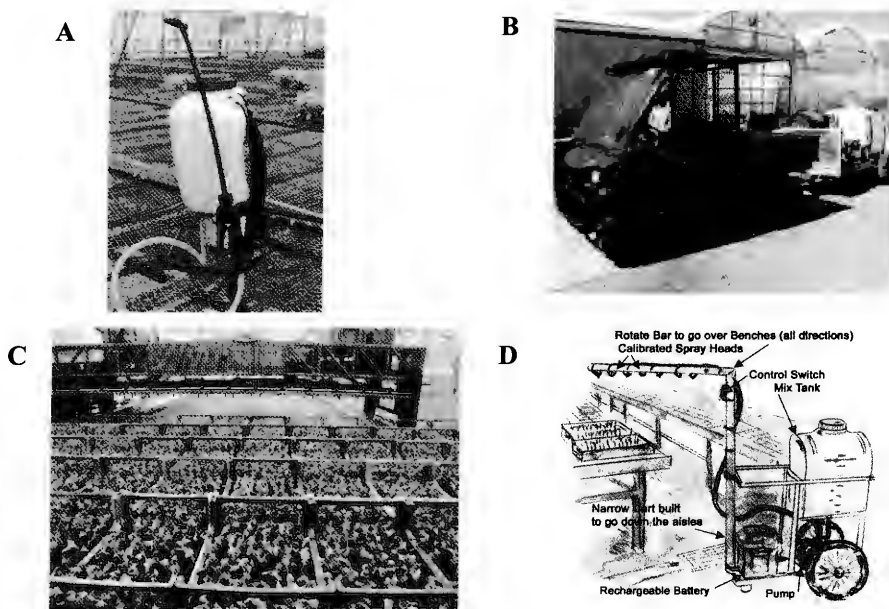 A
B
C
D
Rotate Bar to go over Benches (all directions)
Calibrated Spray Heads
Control Switch
Mix Tank
Narrow Cart built
to go down the aisles
Rechargeable Battery
Pump